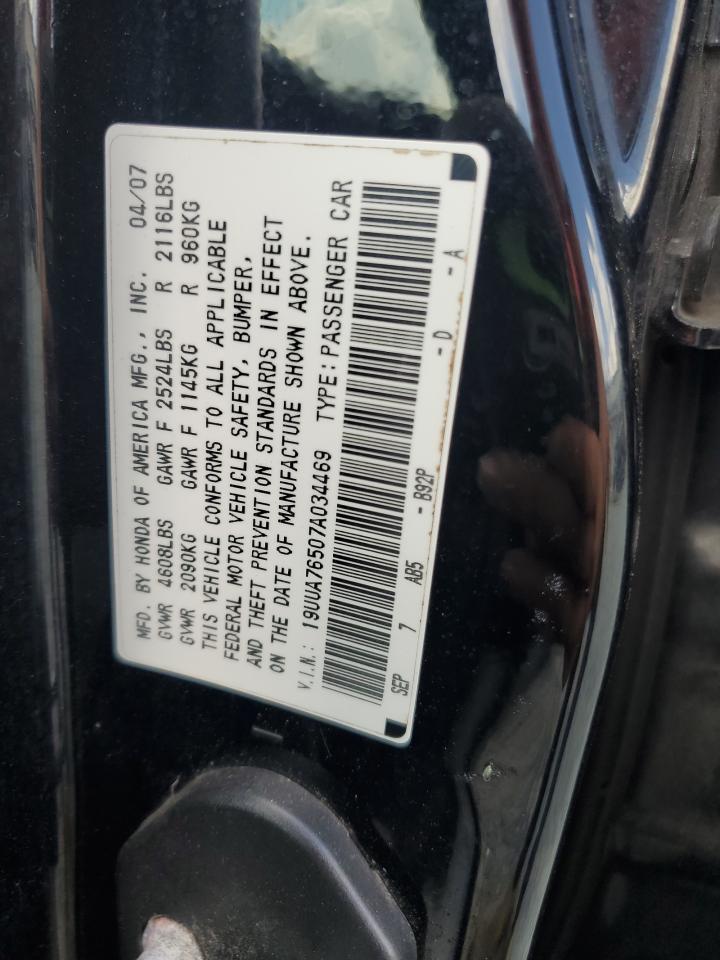 MFD. BY HONDA OF AMERICA MFG., INC. 04/07
GVWR 4608LBS GAWR F 2524LBS R 2116LBS
GVWR 2090KG GAWR F 1145KG R 960KG
THIS VEHICLE CONFORMS TO ALL APPLICABLE
FEDERAL MOTOR VEHICLE SAFETY, BUMPER,
AND THEFT PREVENTION STANDARDS IN EFFECT
ON THE DATE OF MANUFACTURE SHOWN ABOVE.
V.I.N.: 19UUA76507A034469 TYPE:PASSENGER CAR
SEP 7 AB5 - B92P - D - A